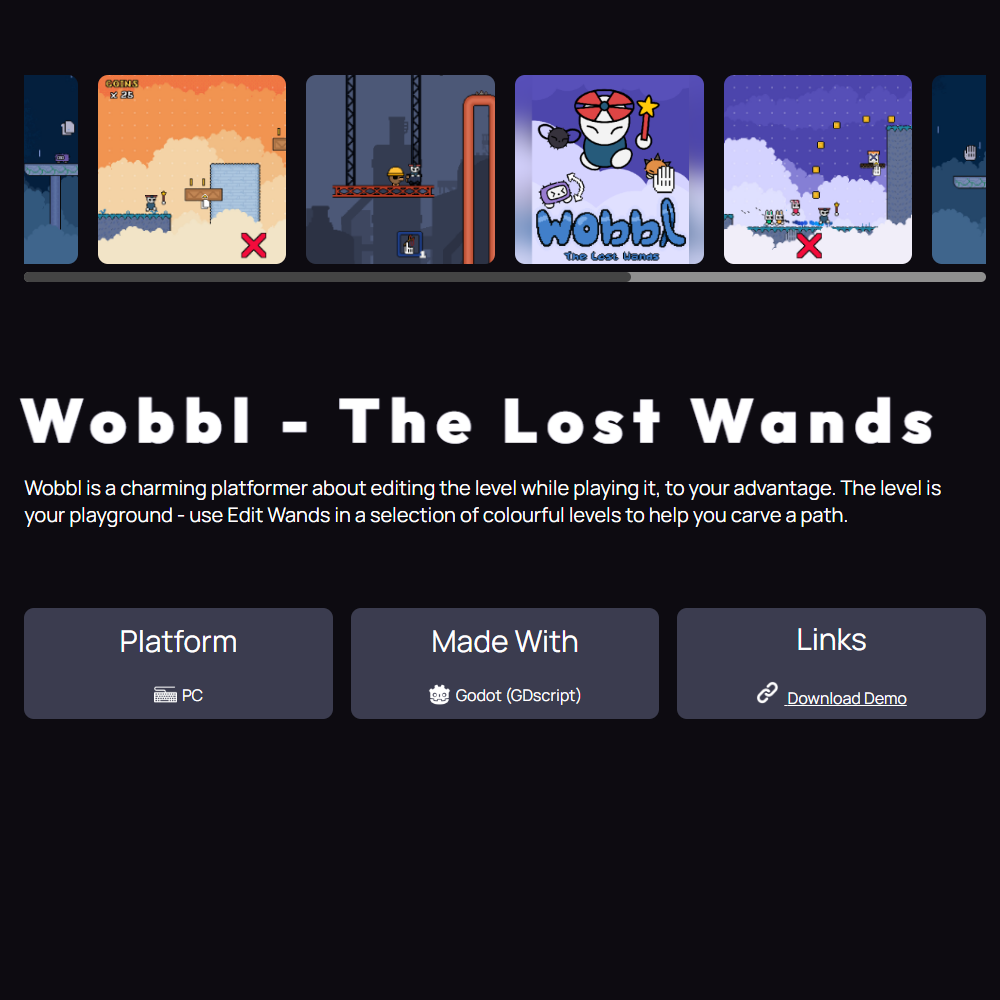 COINS
x 25
1
Wobbl
The Lost Wands
Wobbl - The Lost Wands
Wobbl is a charming platformer about editing the level while playing it, to your advantage. The level is
your playground - use Edit Wands in a selection of colourful levels to help you carve a path.
Platform
PC
Made With
Godot (GDscript)
Links
Download Demo